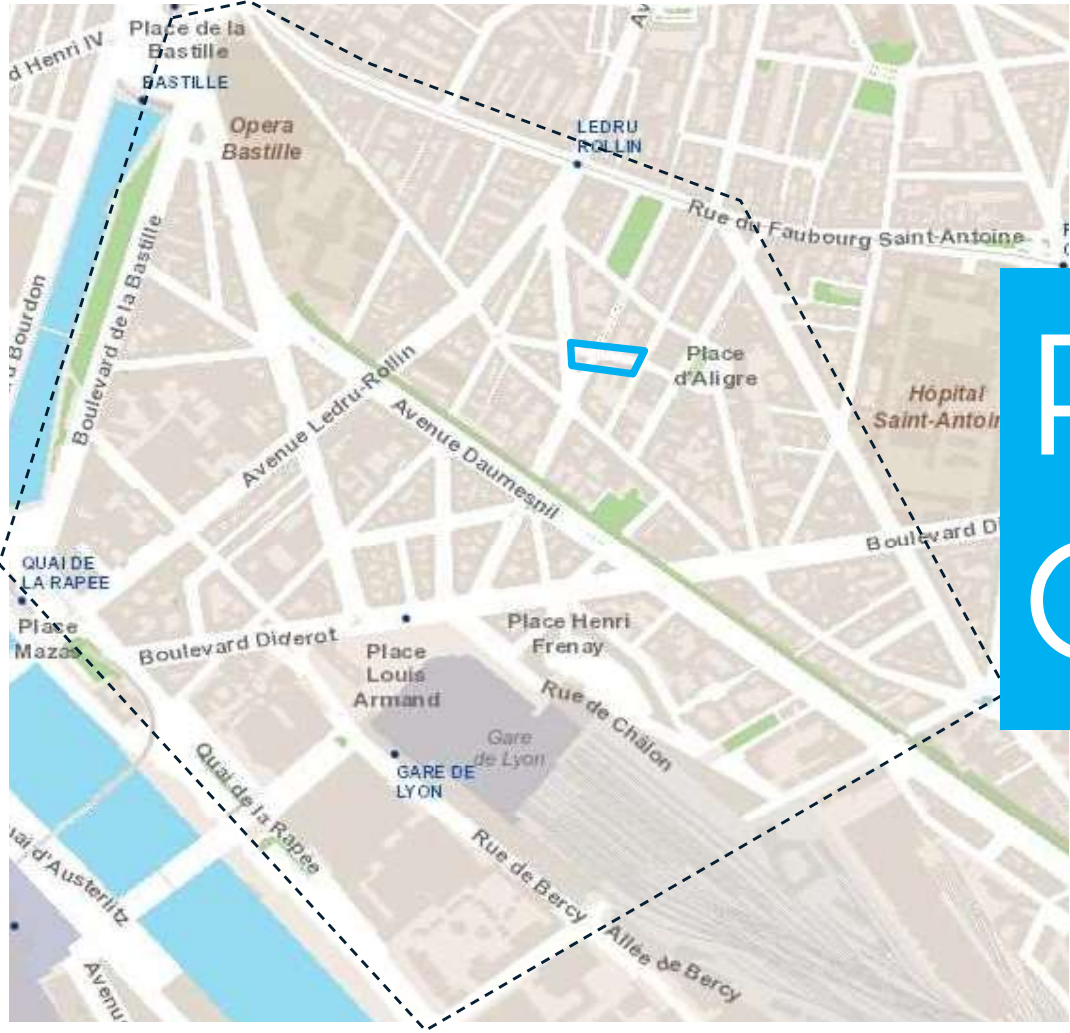 Place de la
Bastille
d Henri IV
BASTILLE
Opera
Bastille
LEDRU
ROLLIN
Rue du Faubourg Saint-Antoine
Bourdon
Boulevard de la Bastille
Place
d'Aligre
Hôpital
Saint-Antoin
Avenue Ledru-Rollin
Avenue Daumesnil
Boulevard D
QUAI DE
LA RAPEE
Place
Mazas
Boulevard Diderot
Place
Louis
Armand
Place Henri
Frenay
Rue de Châlon
Gare
de Lyon
GARE DE
LYON
Quai de la Rapée
Rue de Bercy
Allée de Bercy
uai d'Austerlitz
Avenu
P